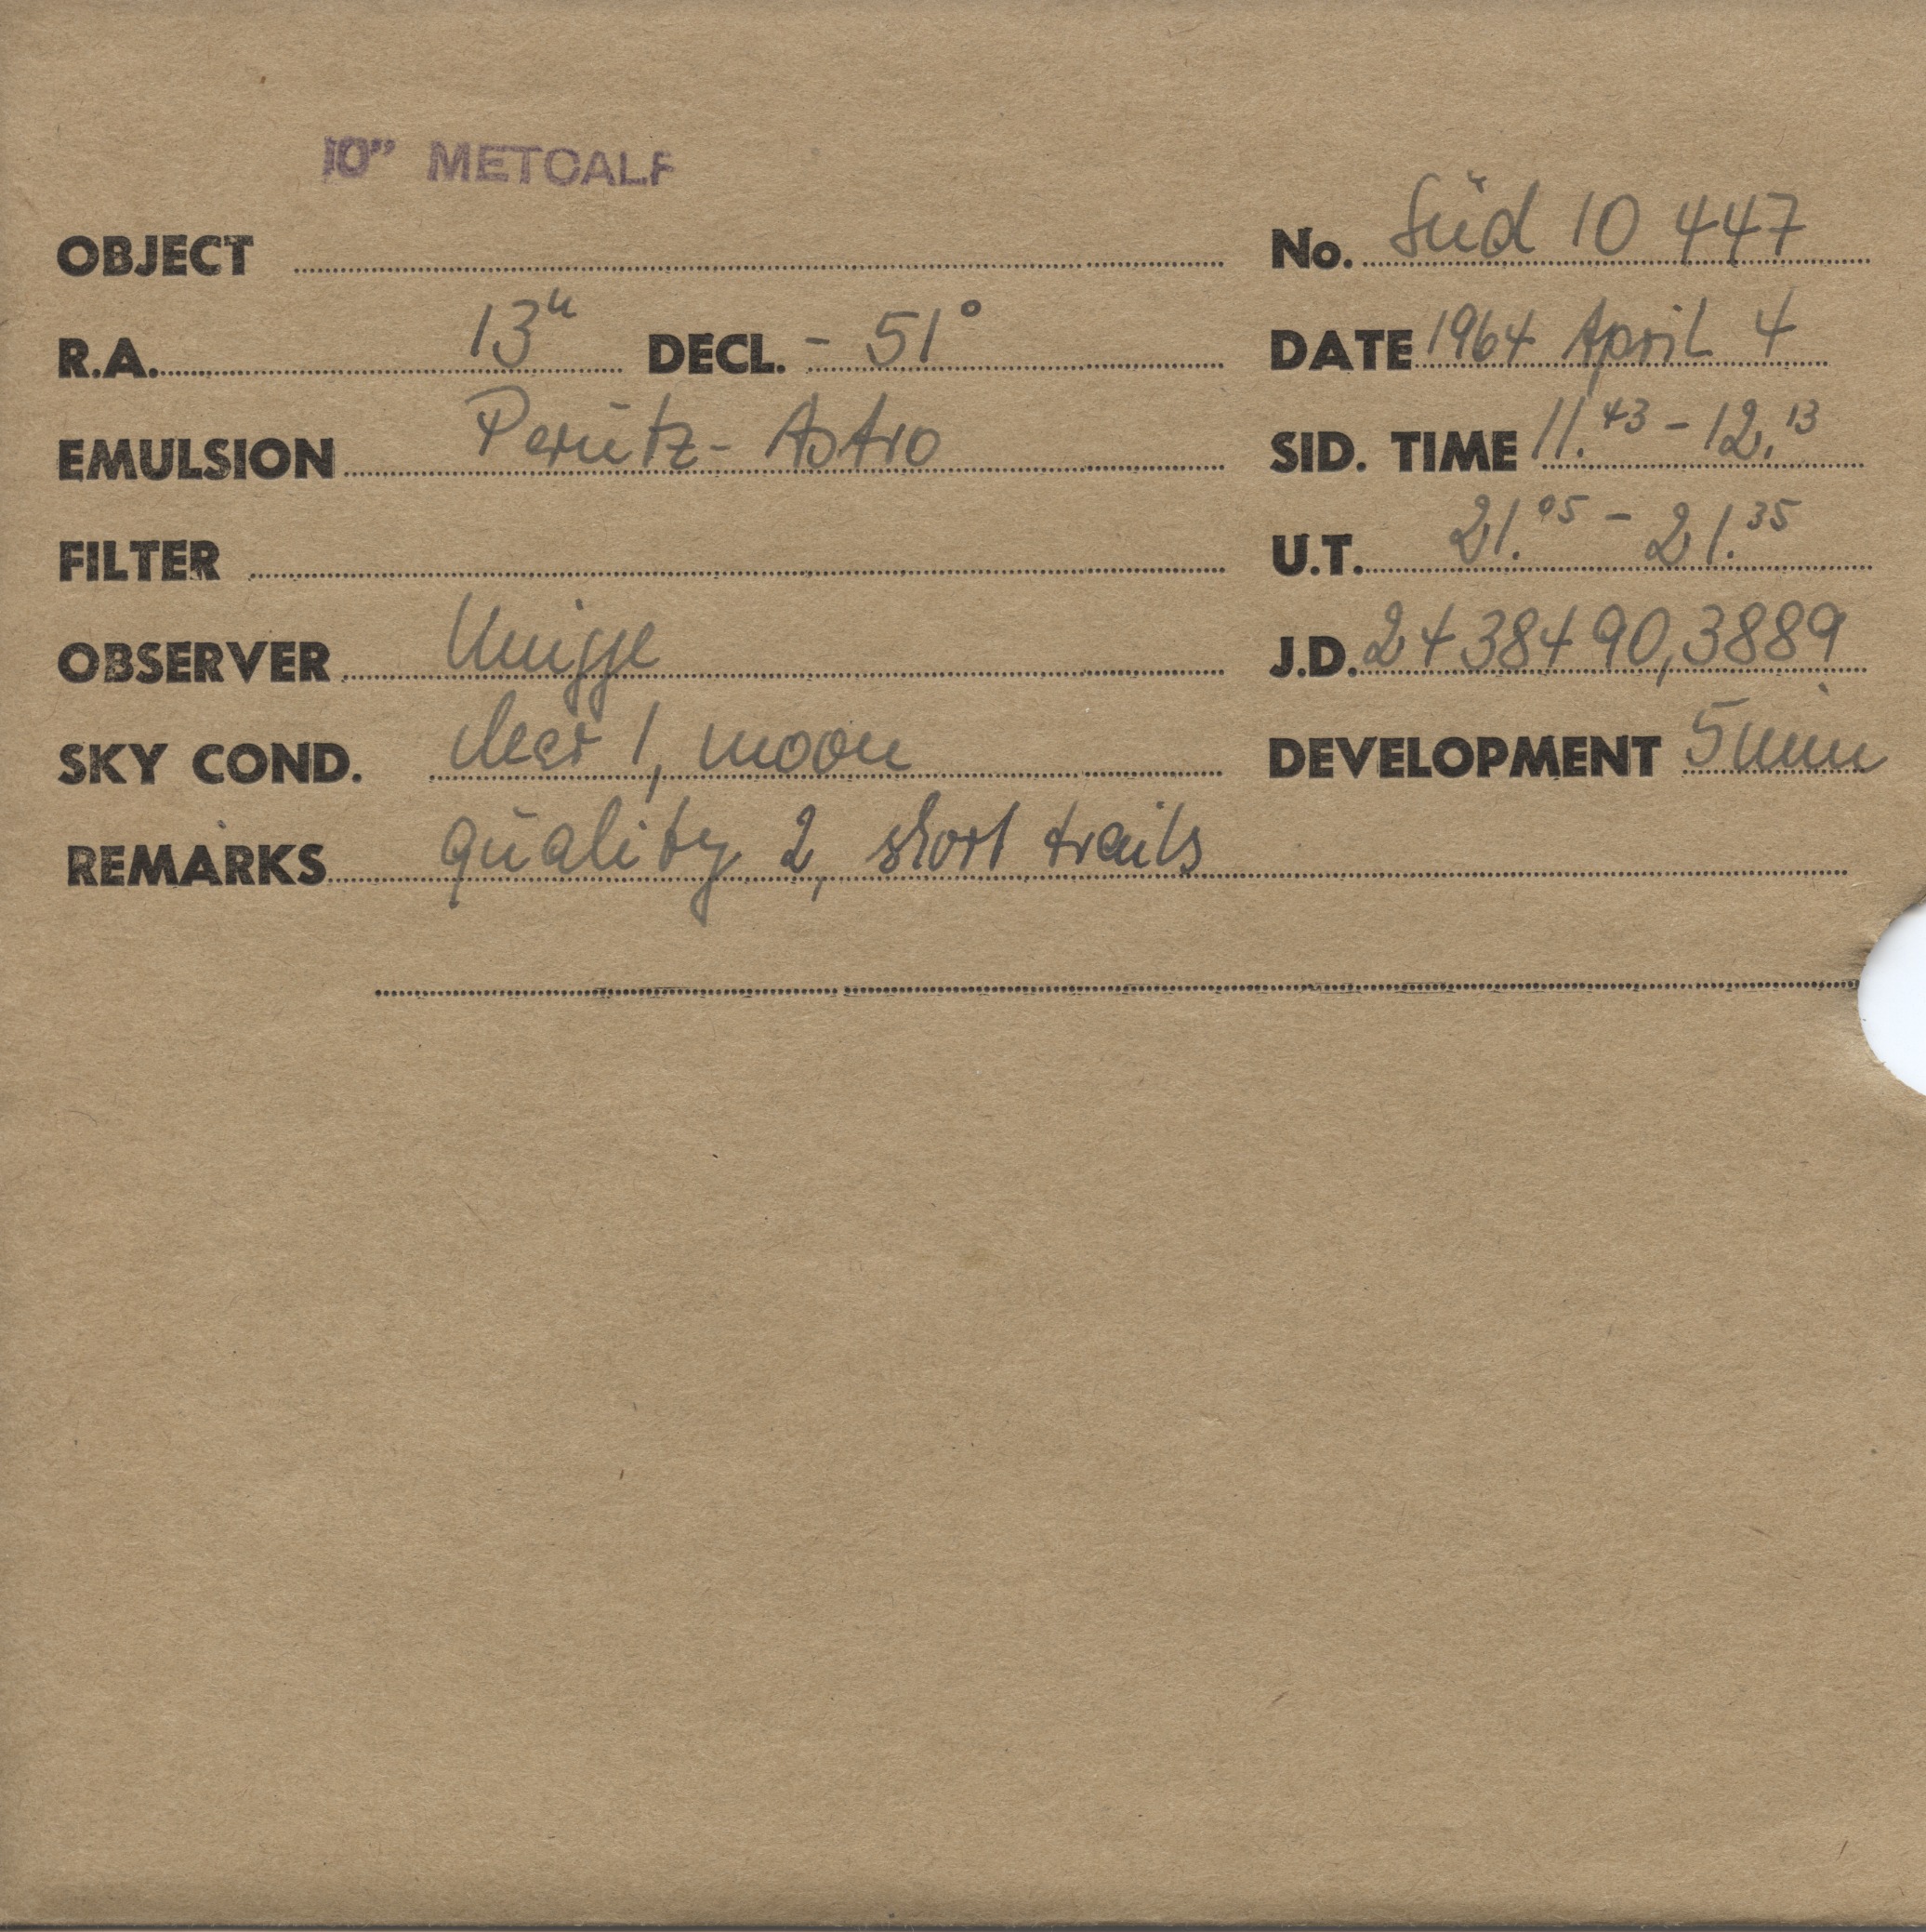 10" METCALF
OBJECT No. Süd 10 447
R.A. 13h DECL. - 51° DATE 1964 April 4
EMULSION Perutz-Astro SID. TIME 11.43 - 12.13
FILTER U.T. 21.05 - 21.35
OBSERVER J.D. 2438490,3889
SKY COND. clear 1, moon DEVELOPMENT 5 min
REMARKS quality 2, short trails